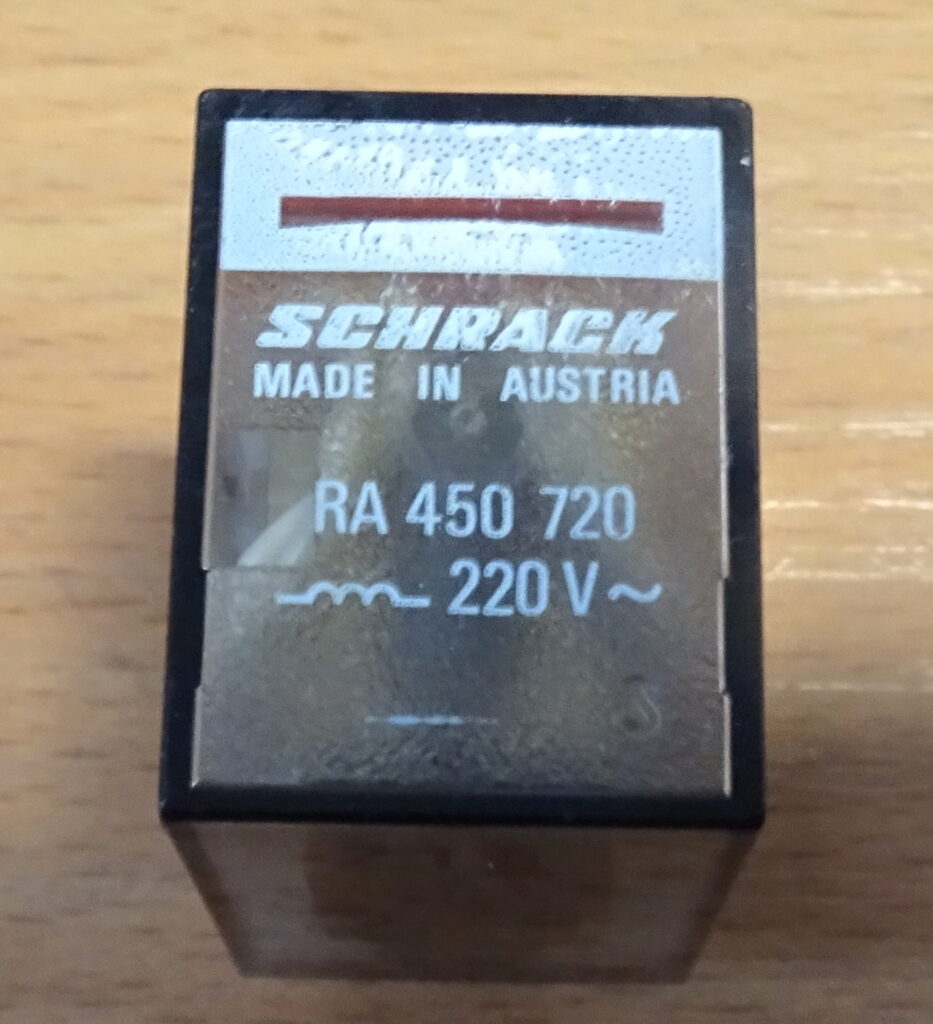 SCHRACK
MADE IN AUSTRIA
RA 450 720
220 V ~